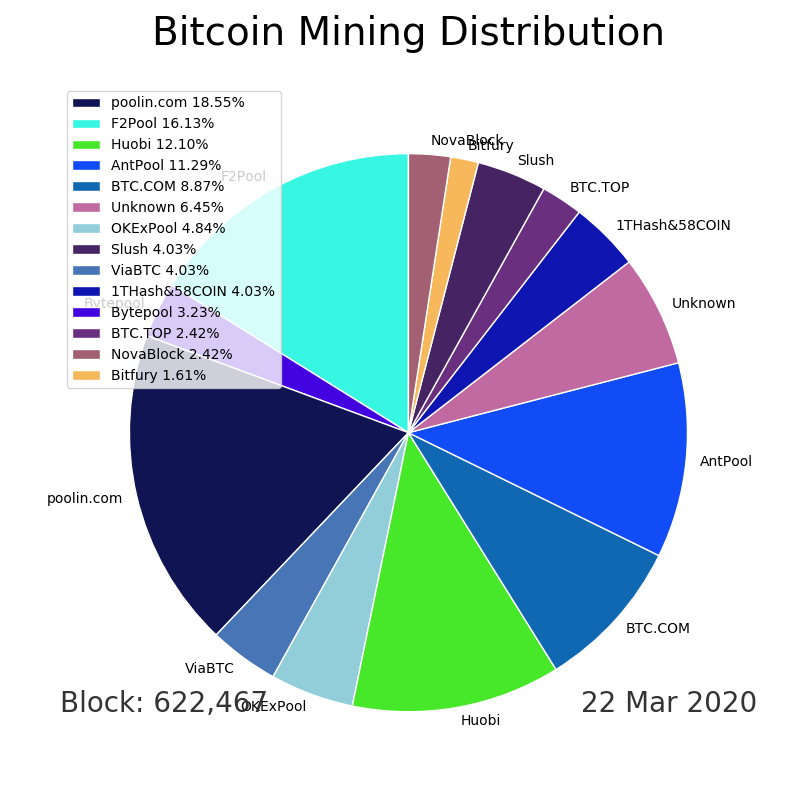 Bitcoin Mining Distribution
poolin.com 18.55%
F2Pool 16.13%
Huobi 12.10%
AntPool 11.29%
BTC.COM 8.87%
Unknown 6.45%
OKExPool 4.84%
Slush 4.03%
ViaBTC 4.03%
1THash&58COIN 4.03%
Bytepool 3.23%
BTC.TOP 2.42%
NovaBlock 2.42%
Bitfury 1.61%
NovaBlock
Bitfury
Slush
BTC.TOP
1THash&58COIN
Unknown
AntPool
BTC.COM
Huobi
OKExPool
ViaBTC
poolin.com
Bytepool
F2Pool
Block: 622,467
22 Mar 2020